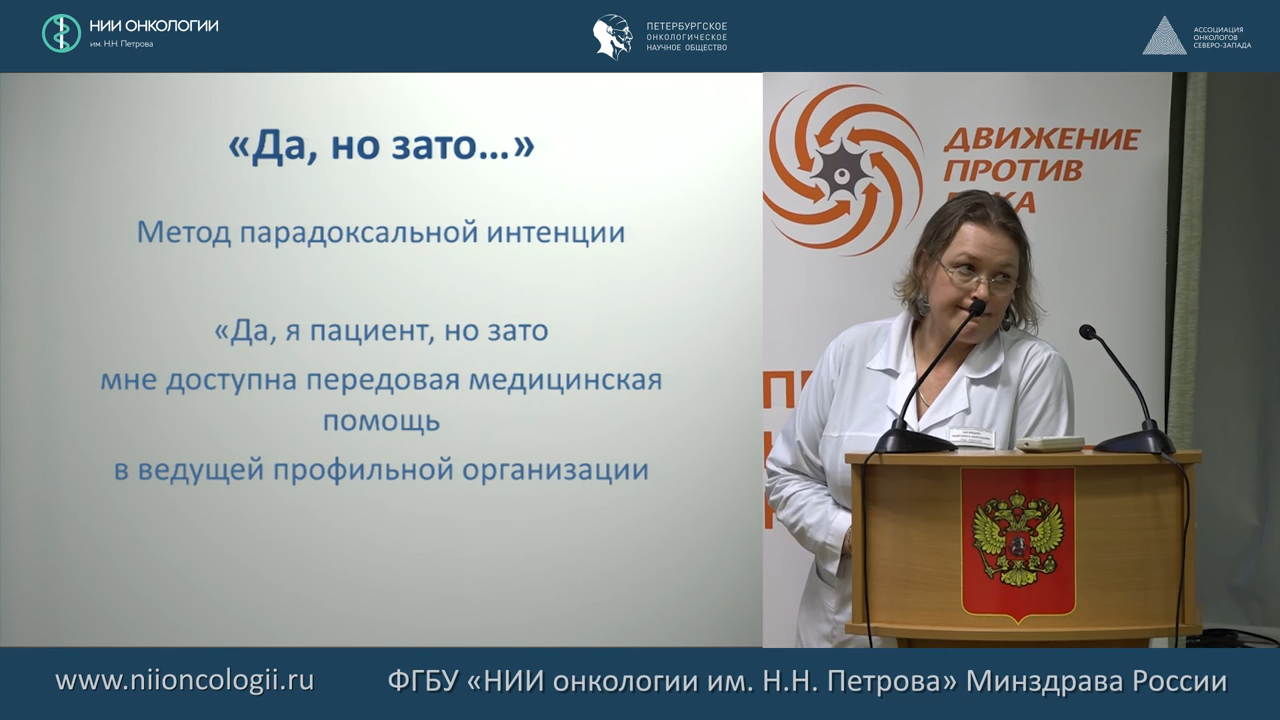 НИИ ОНКОЛОГИИ
им. Н.Н. Петрова
ПЕТЕРБУРГСКОЕ
ОНКОЛОГИЧЕСКОЕ
НАУЧНОЕ ОБЩЕСТВО
АССОЦИАЦИЯ
ОНКОЛОГОВ
СЕВЕРО-ЗАПАДА
«Да, но зато...»
Метод парадоксальной интенции
«Да, я пациент, но зато
мне доступна передовая медицинская
помощь
в ведущей профильной организации
ДВИЖЕНИЕ
ПРОТИВ
www.niioncologii.ru
ФГБУ «НИИ онкологии им. Н.Н. Петрова» Минздрава России